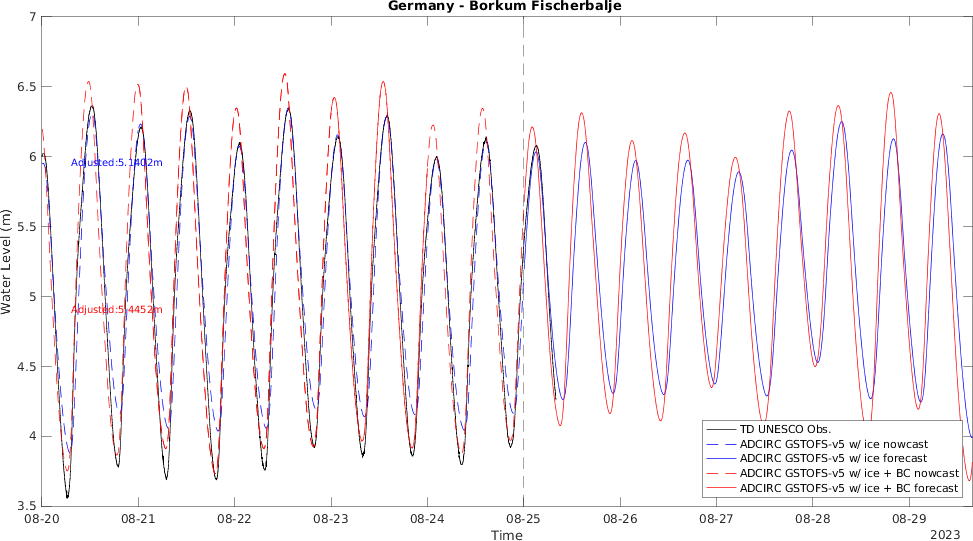 Germany - Borkum Fischerbalje
7
6.5
6
5.5
5
4.5
4
3.5
Water Level (m)
Adjusted:5.1402m
Adjusted:5.4452m
TD UNESCO Obs.
ADCIRC GSTOFS-v5 w/ ice nowcast
ADCIRC GSTOFS-v5 w/ ice forecast
ADCIRC GSTOFS-v5 w/ ice + BC nowcast
ADCIRC GSTOFS-v5 w/ ice + BC forecast
08-20 08-21 08-22 08-23 08-24 08-25 08-26 08-27 08-28 08-29
Time
2023